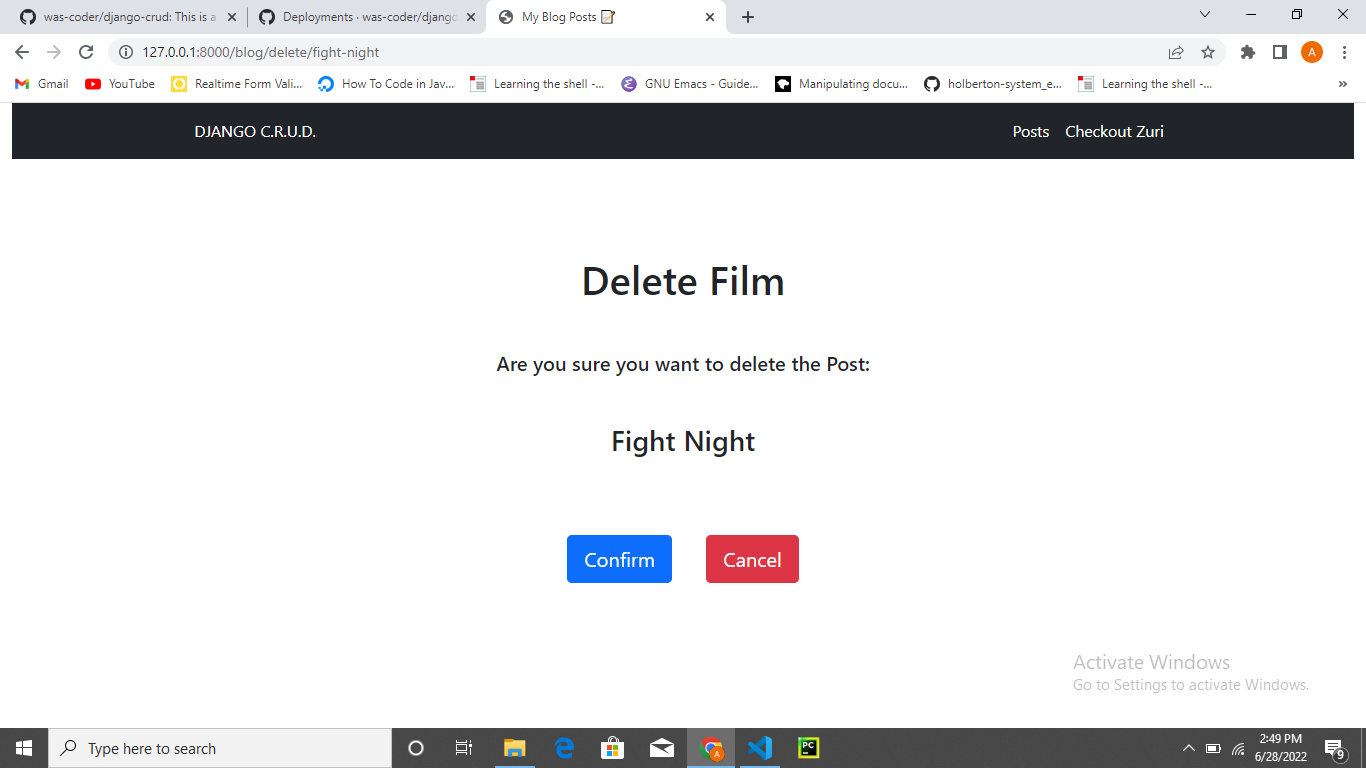 was-coder/django-crud: This is a
Deployments · was-coder/django
My Blog Posts 📝
127.0.0.1:8000/blog/delete/fight-night
A
Gmail
YouTube
Realtime Form Vali...
How To Code in Jav...
Learning the shell -...
GNU Emacs - Guide...
Manipulating docu...
holberton-system_e...
Learning the shell -...
»
DJANGO C.R.U.D.
Posts
Checkout Zuri
Delete Film
Are you sure you want to delete the Post:
Fight Night
Confirm
Cancel
Activate Windows
Go to Settings to activate Windows.
Type here to search
A
PC
2:49 PM
6/28/2022
9